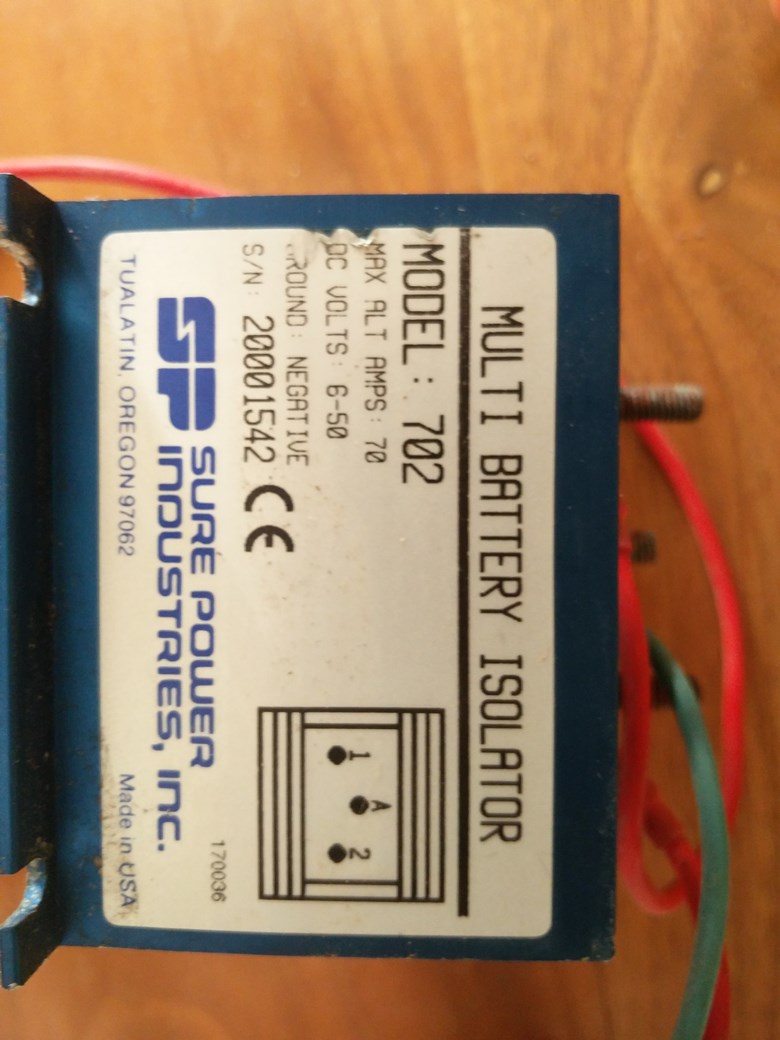 MULTI BATTERY ISOLATOR
MODEL: 702
MAX ALT AMPS: 70
DC VOLTS: 6-50
GROUND: NEGATIVE
S/N: 20001542 CE
1 A 2
170036
SP SURE POWER
INDUSTRIES, INC.
TUALATIN, OREGON 97062 Made in USA